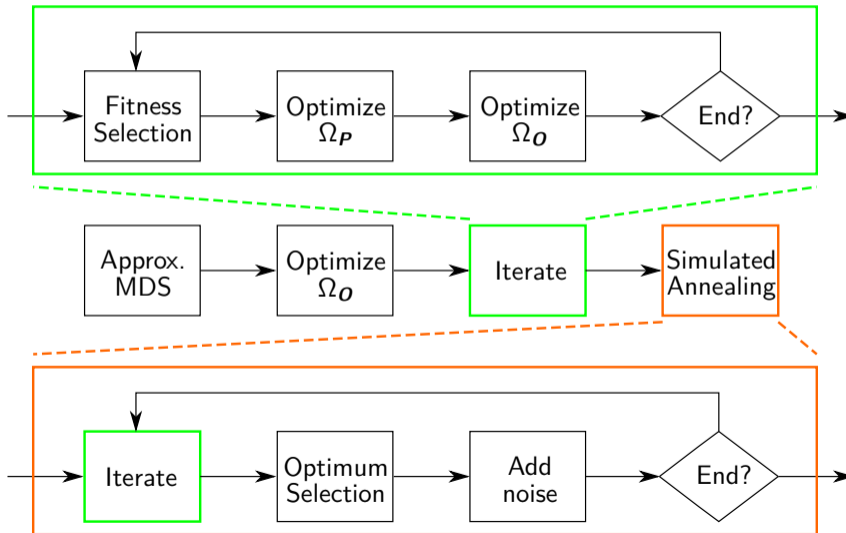 Fitness
Selection
Optimize
Ω_P
Optimize
Ω_O
End?
Approx.
MDS
Optimize
Ω_O
Iterate
Simulated
Annealing
Iterate
Optimum
Selection
Add
noise
End?